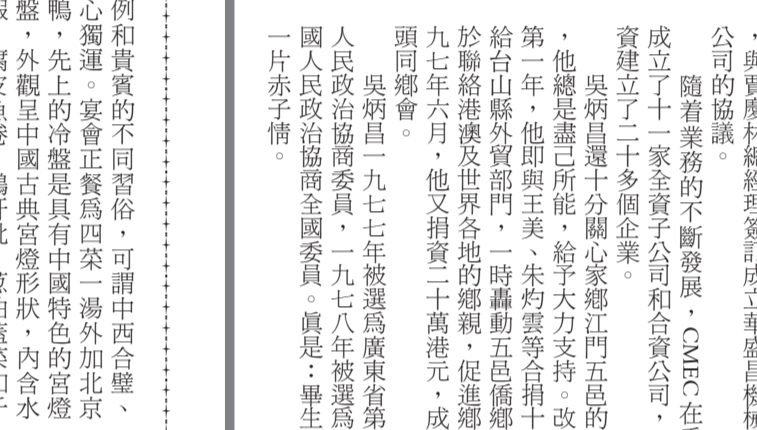 ，與賈慶林總經理簽訂成立華盛昌機械
公司的協議。
隨着業務的不斷發展，CMEC在
成立了十一家全資子公司和合資公司，
資建立了二十多個企業。
吳炳昌還十分關心家鄉江門五邑的
，他總是盡己所能，給予大力支持。改
第一年，他即與王美、朱灼雲等合捐十
給台山縣外貿部門，一時轟動五邑僑鄉
於聯絡港澳及世界各地的鄉親，促進鄉
九七年六月，他又捐資二十萬港元，成
頭同鄉會。
吳炳昌一九七七年被選爲廣東省第
人民政治協商委員，一九七八年被選爲
國人民政治協商全國委員。眞是：畢生
一片赤子情。
例和貴賓的不同習俗，可謂中西合璧、
心獨運。宴會正餐爲四菜一湯外加北京
鴨，先上的冷盤是具有中國特色的宮燈
盤，外觀呈中國古典宮燈形狀，內含水